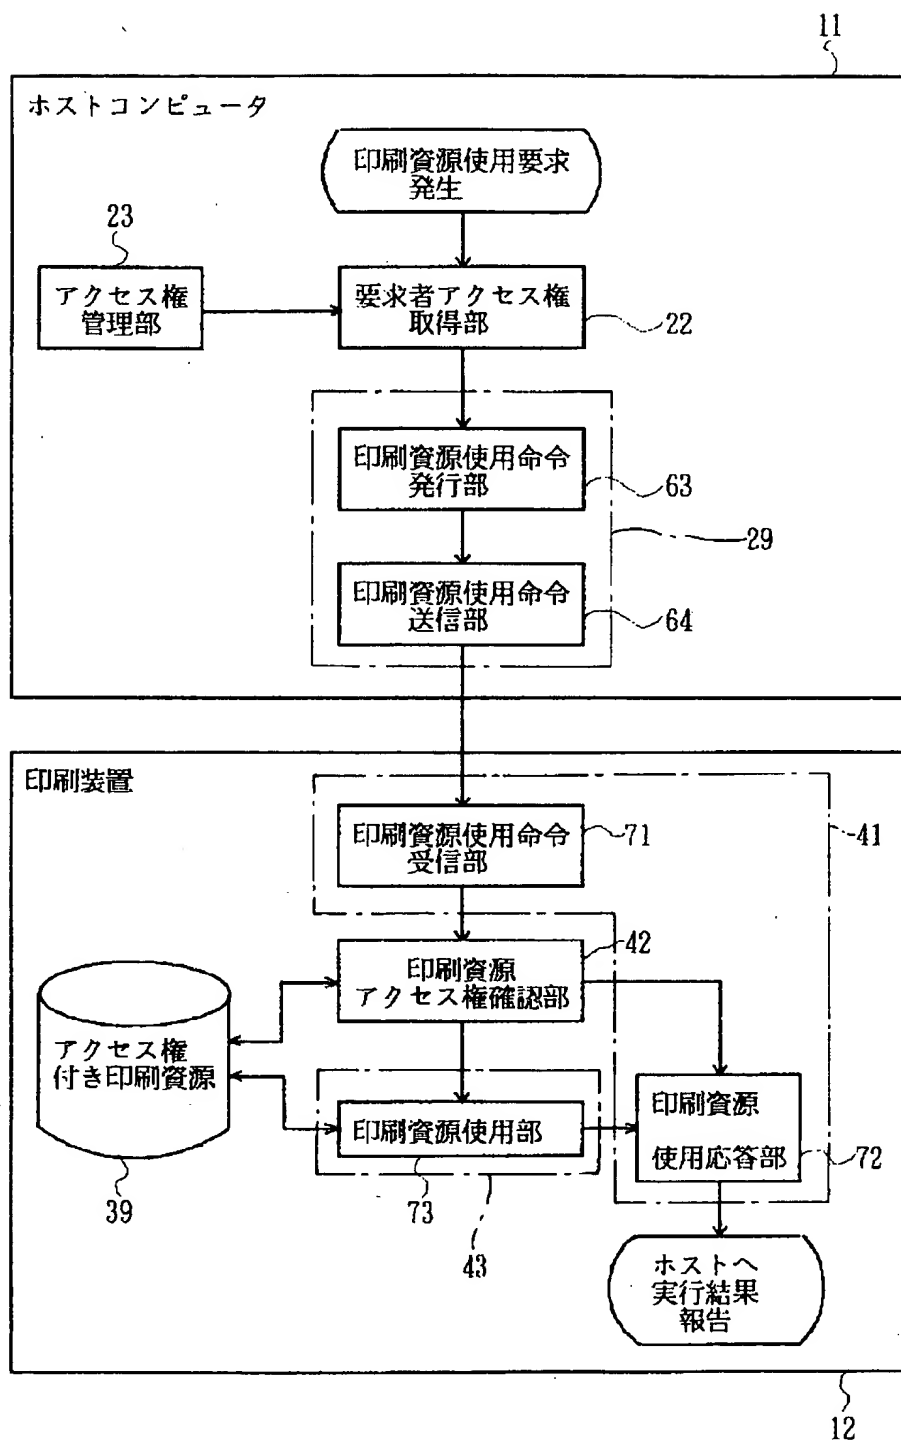 11
ホストコンピュータ
印刷資源使用要求
発生
23
アクセス権
管理部
要求者アクセス権
取得部
22
印刷資源使用命令
発行部
63
29
印刷資源使用命令
送信部
64
印刷装置
印刷資源使用命令
受信部
71
41
42
印刷資源
アクセス権確認部
アクセス権
付き印刷資源
39
印刷資源使用部
73
43
印刷資源
使用応答部
72
ホストへ
実行結果
報告
12